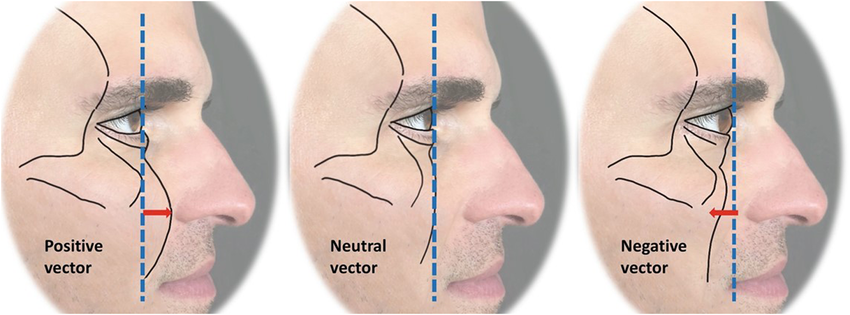 Positive
vector
Neutral
vector
Negative
vector